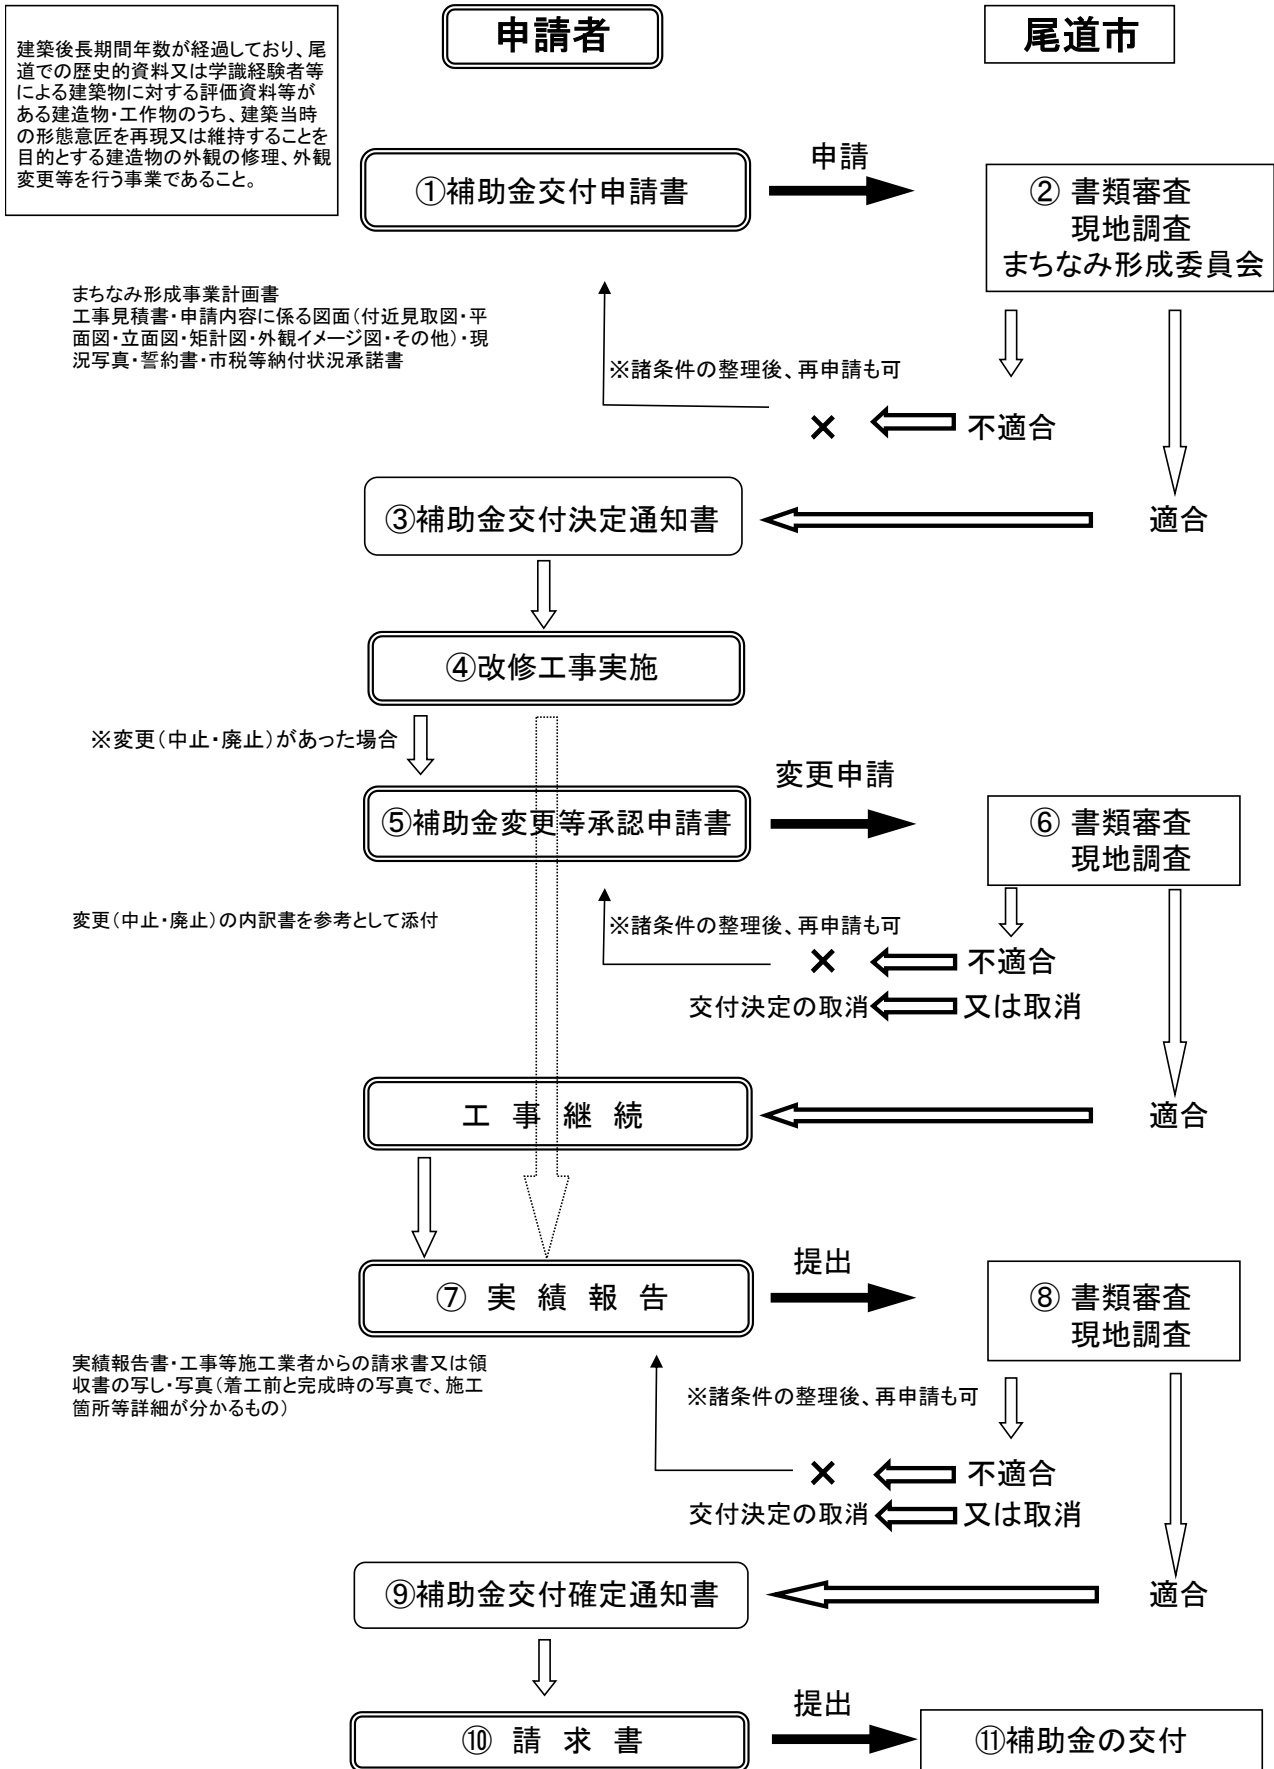 申請者
尾道市
建築後長期間年数が経過しており、尾
道での歴史的資料又は学識経験者等
による建築物に対する評価資料等が
ある建造物・工作物のうち、建築当時
の形態意匠を再現又は維持することを
目的とする建造物の外観の修理、外観
変更等を行う事業であること。
①補助金交付申請書
申請
② 書類審査
現地調査
まちなみ形成委員会
まちなみ形成事業計画書
工事見積書・申請内容に係る図面（付近見取図・平
面図・立面図・矩計図・外観イメージ図・その他）・現
況写真・誓約書・市税等納付状況承諾書
※諸条件の整理後、再申請も可
×
不適合
③補助金交付決定通知書
適合
④改修工事実施
※変更（中止・廃止）があった場合
⑤補助金変更等承認申請書
変更申請
⑥ 書類審査
現地調査
変更（中止・廃止）の内訳書を参考として添付
※諸条件の整理後、再申請も可
×
不適合
交付決定の取消
又は取消
工 事 継 続
適合
⑦ 実 績 報 告
提出
⑧ 書類審査
現地調査
実績報告書・工事等施工業者からの請求書又は領
収書の写し・写真（着工前と完成時の写真で、施工
箇所等詳細が分かるもの）
※諸条件の整理後、再申請も可
×
不適合
交付決定の取消
又は取消
⑨補助金交付確定通知書
適合
⑩ 請 求 書
提出
⑪補助金の交付